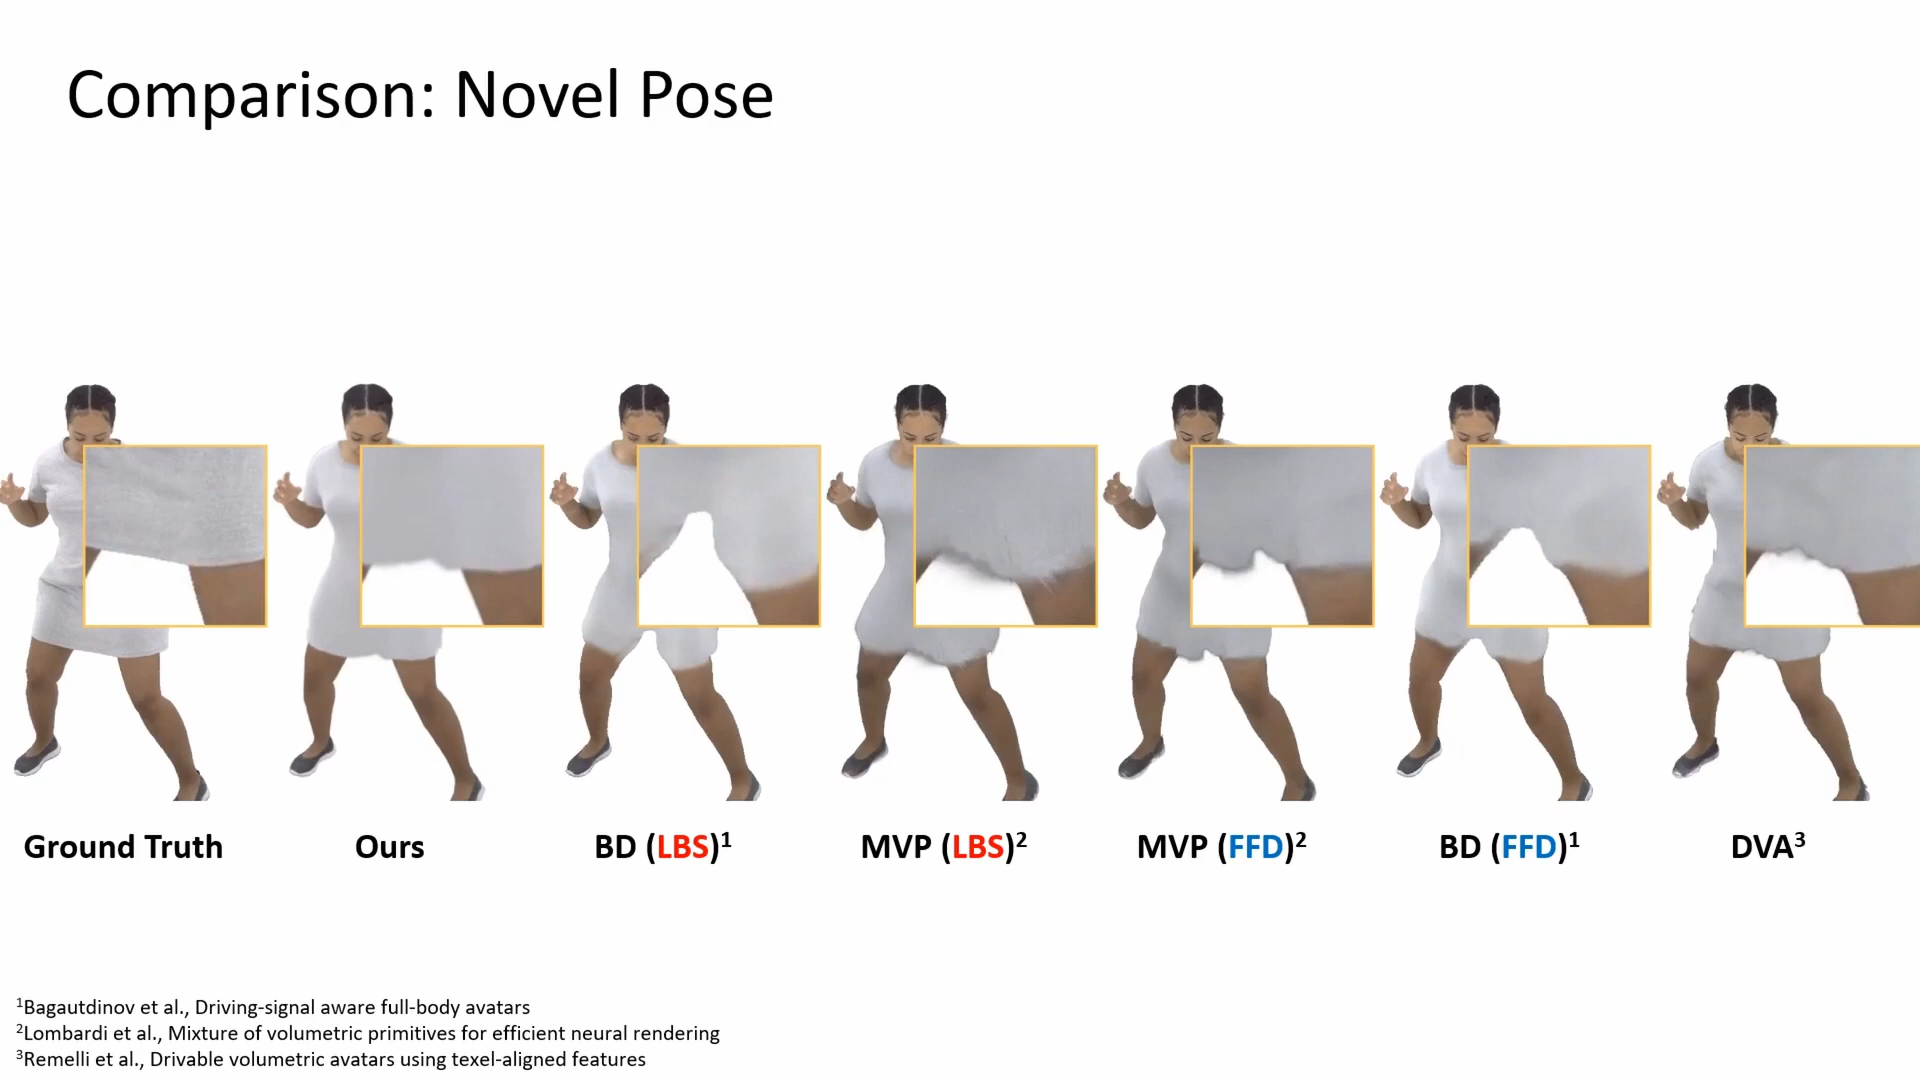 Comparison: Novel Pose
Ground Truth
Ours
BD (LBS)¹
MVP (LBS)²
MVP (FFD)²
BD (FFD)¹
DVA³
¹Bagautdinov et al., Driving-signal aware full-body avatars
²Lombardi et al., Mixture of volumetric primitives for efficient neural rendering
³Remelli et al., Drivable volumetric avatars using texel-aligned features